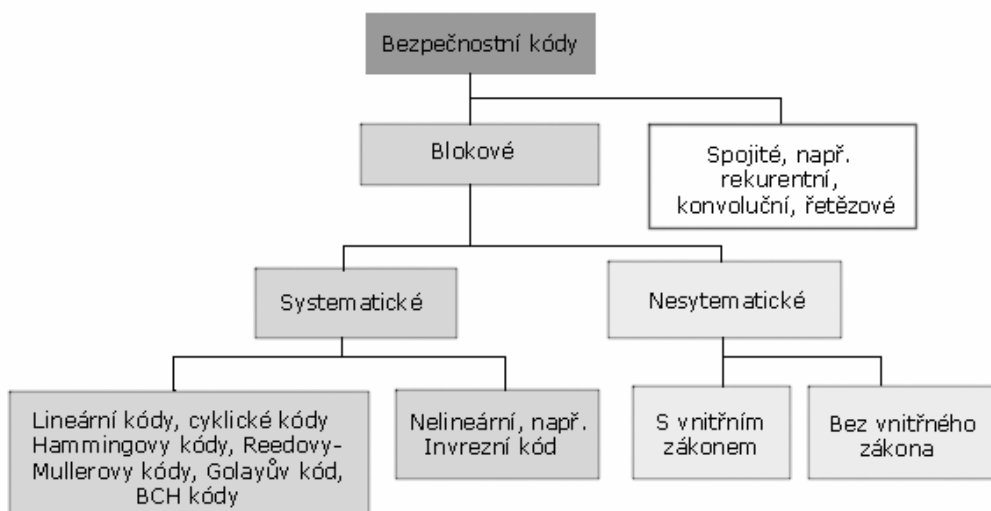 Bezpečnostní kódy
Blokové
Spojité, např.
rekurentní,
konvoluční, řetězové
Systematické
Nesytematické
Lineární kódy, cyklické kódy
Hammingovy kódy, Reedovy-
Mullerovy kódy, Golayův kód,
BCH kódy
Nelineární, např.
Invrezní kód
S vnitřním
zákonem
Bez vnitřného
zákona